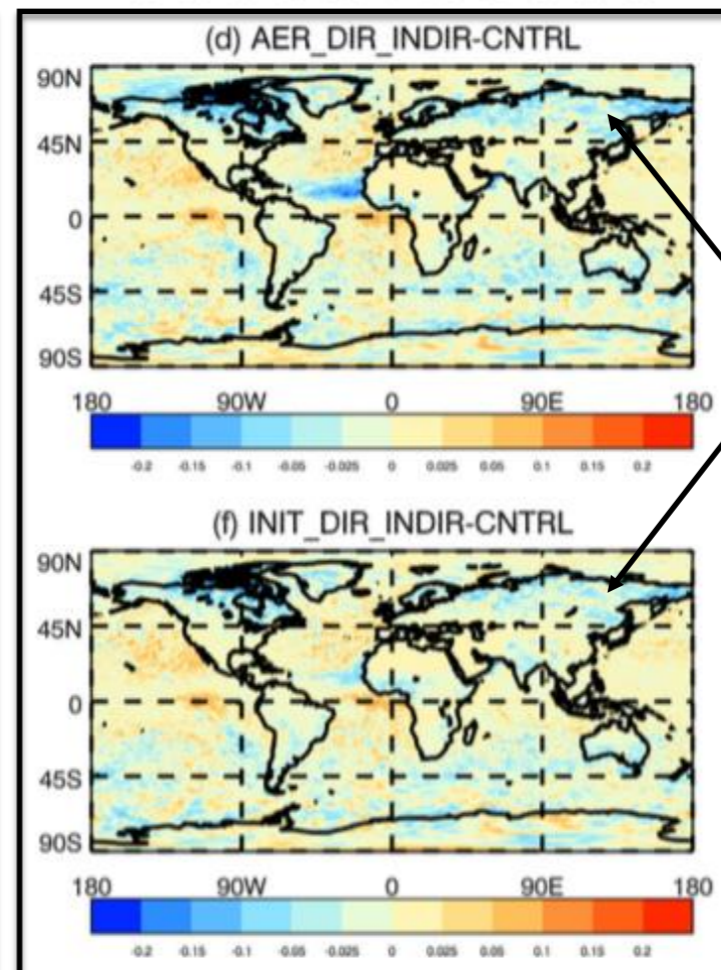 (d) AER_DIR_INDIR-CNTRL
90N
45N
0
45S
90S
180 90W 0 90E 180
-0.2 -0.15 -0.1 -0.05 -0.025 0 0.025 0.05 0.1 0.15 0.2
(f) INIT_DIR_INDIR-CNTRL
90N
45N
0
45S
90S
180 90W 0 90E 180
-0.2 -0.15 -0.1 -0.05 -0.025 0 0.025 0.05 0.1 0.15 0.2